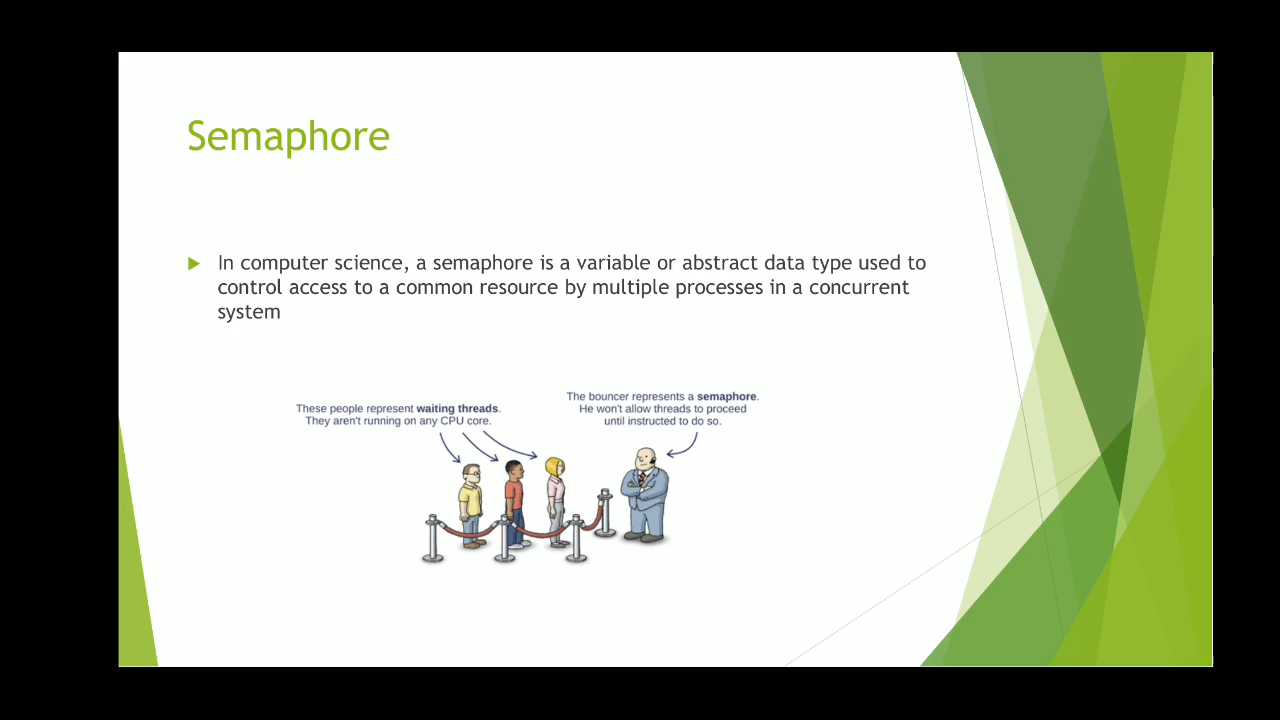 Semaphore
In computer science, a semaphore is a variable or abstract data type used to
control access to a common resource by multiple processes in a concurrent
system
These people represent waiting threads.
They aren't running on any CPU core.
The bouncer represents a semaphore.
He won't allow threads to proceed
until instructed to do so.